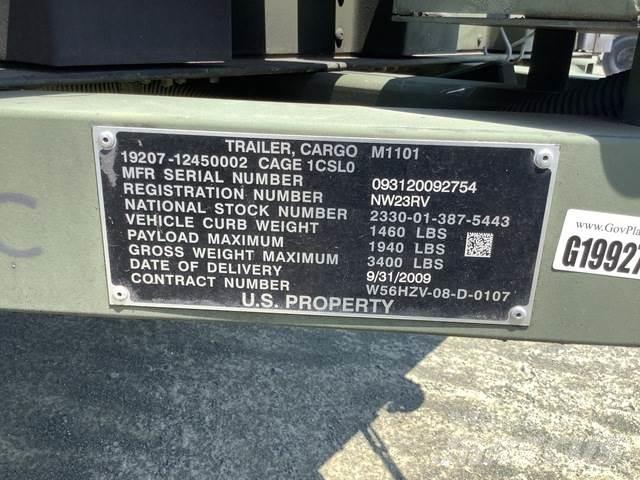 TRAILER, CARGO M1101
19207-12450002 CAGE 1CSL0
MFR SERIAL NUMBER 093120092754
REGISTRATION NUMBER NW23RV
NATIONAL STOCK NUMBER 2330-01-387-5443
VEHICLE CURB WEIGHT 1460 LBS
PAYLOAD MAXIMUM 1940 LBS
GROSS WEIGHT MAXIMUM 3400 LBS
DATE OF DELIVERY 9/31/2009
CONTRACT NUMBER W56HZV-08-D-0107
U.S. PROPERTY
www.GovPla
G19927
C